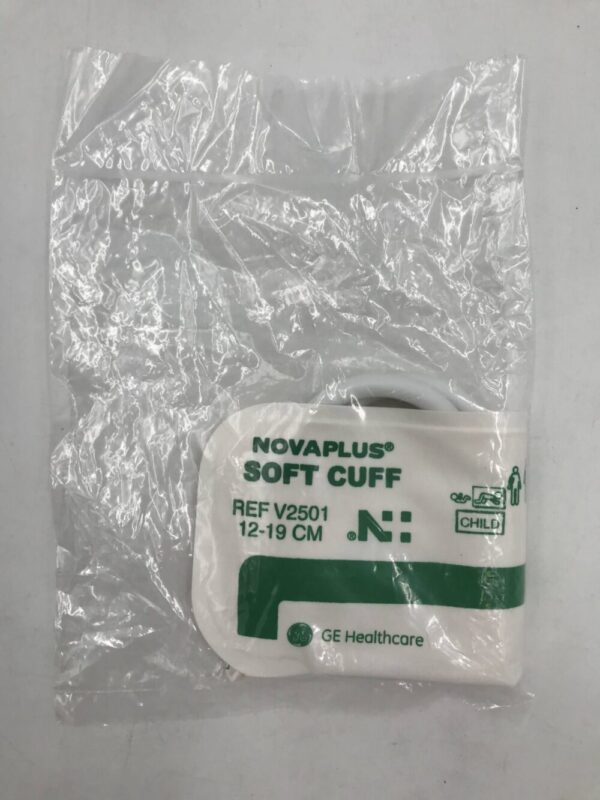 NOVAPLUS®
SOFT CUFF
REF V2501
12-19 CM
®N
CHILD
GE Healthcare